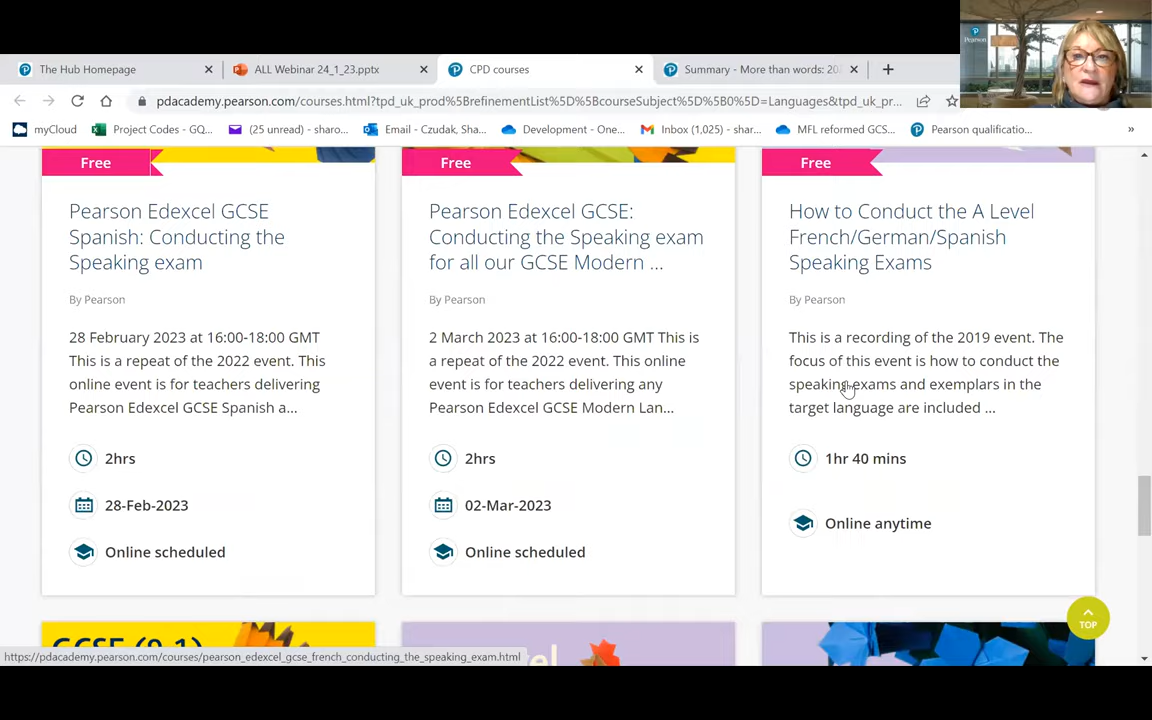 Pearson
The Hub Homepage
ALL Webinar 24_1_23.pptx
CPD courses
Summary - More than words: 202
pdacademy.pearson.com/courses.html?tpd_uk_prod%5BrefinementList%5D%5BcourseSubject%5D%5B0%5D=Languages&tpd_uk_pr...
myCloud
Project Codes - GQ...
(25 unread) - sharo...
Email - Czudak, Sha...
Development - One...
Inbox (1,025) - shar...
MFL reformed GCS...
Pearson qualificatio...
»
Free
Pearson Edexcel GCSE
Spanish: Conducting the
Speaking exam
By Pearson
28 February 2023 at 16:00-18:00 GMT
This is a repeat of the 2022 event. This
online event is for teachers delivering
Pearson Edexcel GCSE Spanish a...
2hrs
28-Feb-2023
Online scheduled
Free
Pearson Edexcel GCSE:
Conducting the Speaking exam
for all our GCSE Modern ...
By Pearson
2 March 2023 at 16:00-18:00 GMT This is
a repeat of the 2022 event. This online
event is for teachers delivering any
Pearson Edexcel GCSE Modern Lan...
2hrs
02-Mar-2023
Online scheduled
Free
How to Conduct the A Level
French/German/Spanish
Speaking Exams
By Pearson
This is a recording of the 2019 event. The
focus of this event is how to conduct the
speaking exams and exemplars in the
target language are included ...
1hr 40 mins
Online anytime
TOP
GCSE (9-1)
https://pdacademy.pearson.com/courses/pearson_edexcel_gcse_french_conducting_the_speaking_exam.html